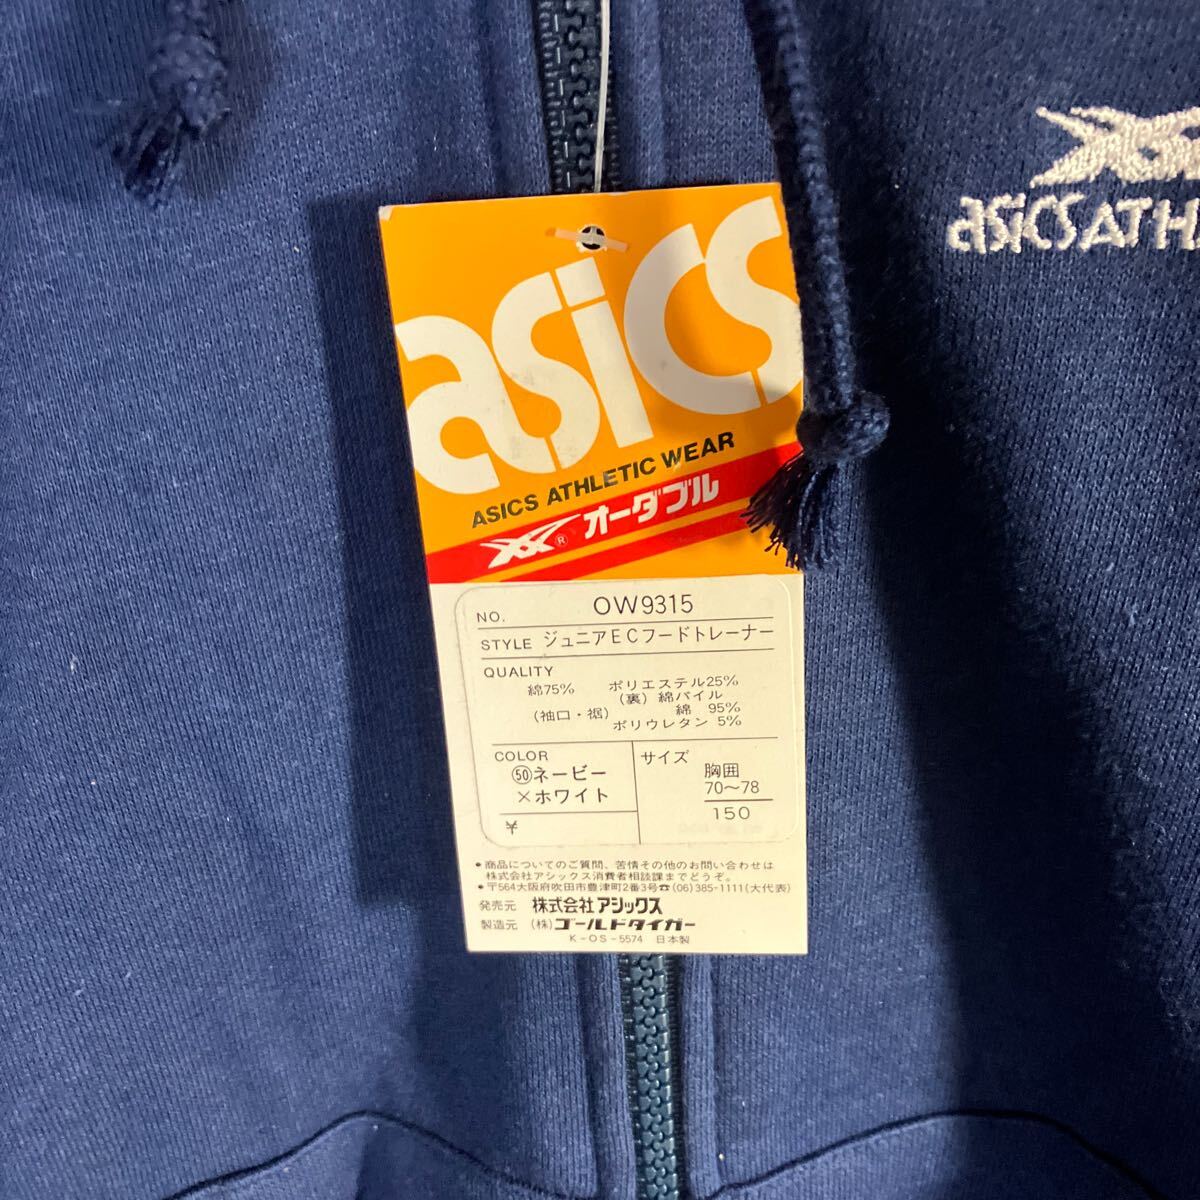 asics ATH
asics
ASICS ATHLETIC WEAR
® オーダブル
NO. OW9315
STYLE ジュニアECフードトレーナー
QUALITY
綿75% ポリエステル25%
(裏) 綿パイル
(袖口・裾) 綿 95%
ポリウレタン 5%
COLOR
㊿ネービー
×ホワイト
¥
サイズ
胸囲
70〜78
150
•商品についてのご質問、苦情その他のお問い合わせは
株式会社アシックス消費者相談課までどうぞ。
•〒564大阪府吹田市豊津町2番3号☎(06)385-1111(大代表)
発売元 株式会社アシックス
製造元 (株)ゴールドタイガー
K-OS-5574 日本製